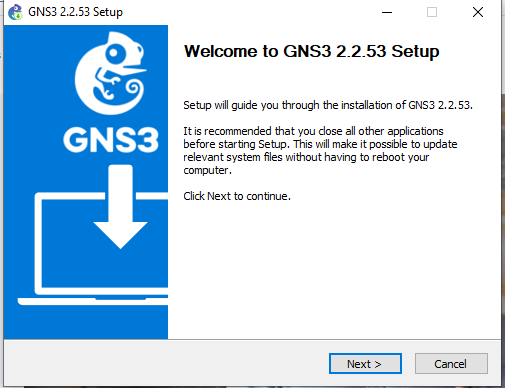 GNS3 2.2.53 Setup
Welcome to GNS3 2.2.53 Setup
GNS3
Setup will guide you through the installation of GNS3 2.2.53.
It is recommended that you close all other applications
before starting Setup. This will make it possible to update
relevant system files without having to reboot your
computer.
Click Next to continue.
Next >
Cancel